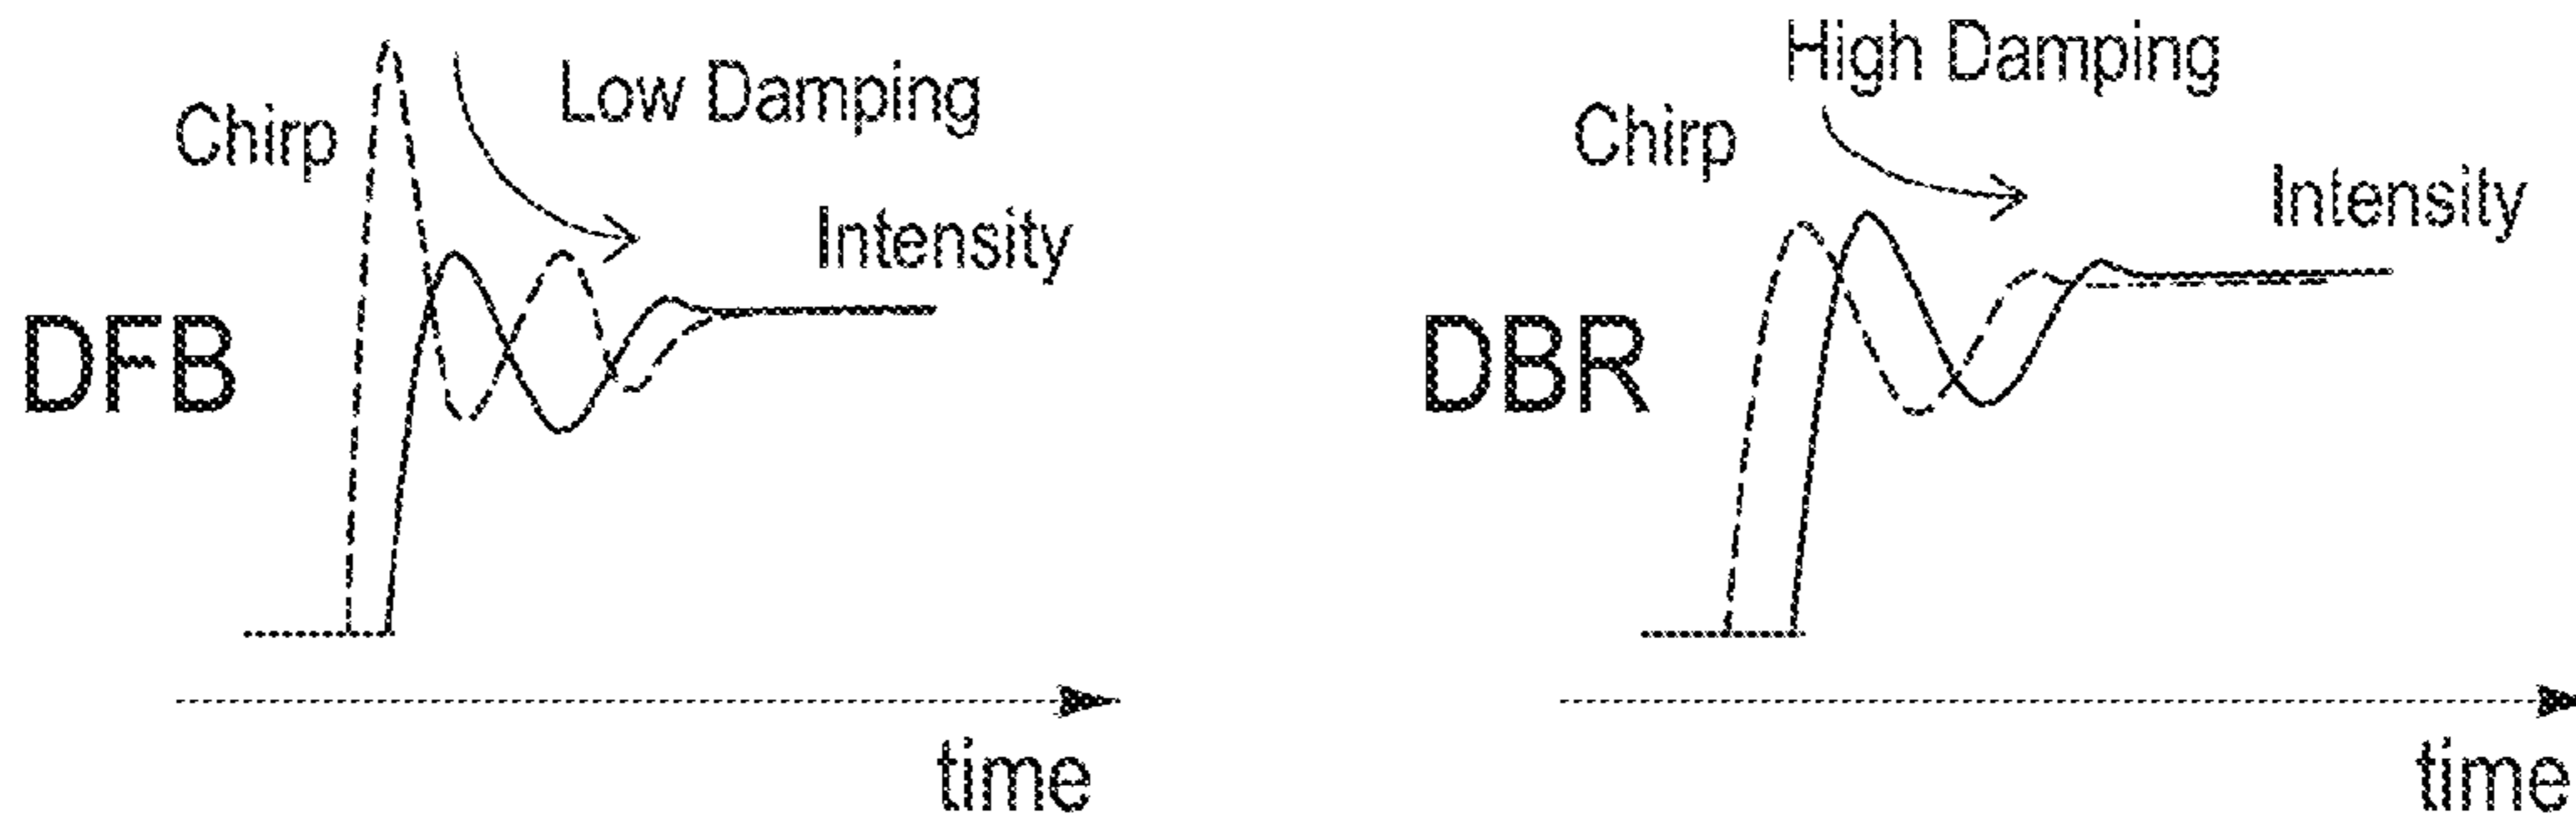 Low Damping
Chirp
Intensity
DFB
time
High Damping
Chirp
Intensity
DBR
time